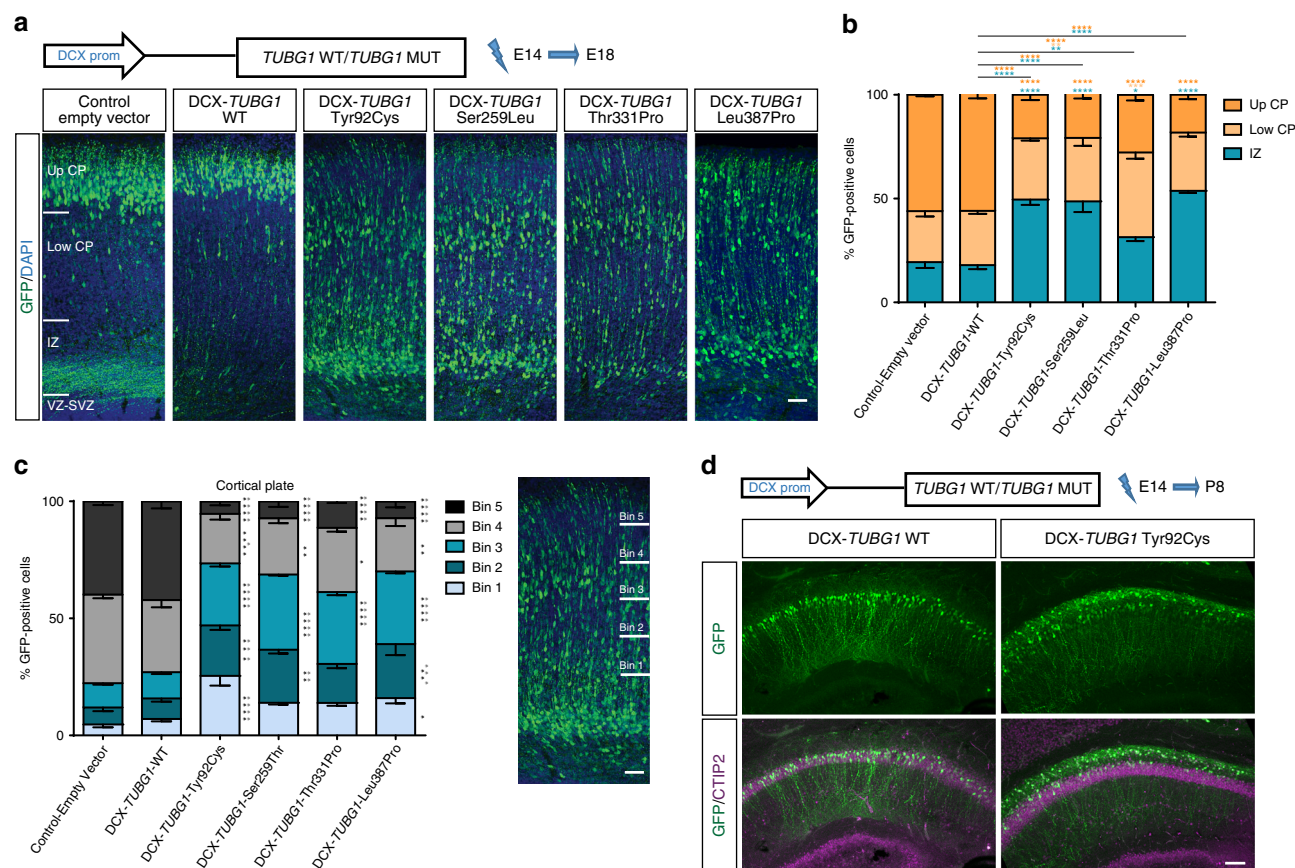 a
DCX prom
TUBG1 WT/TUBG1 MUT
E14
E18
Control
empty vector
DCX-TUBG1
WT
DCX-TUBG1
Tyr92Cys
DCX-TUBG1
Ser259Leu
DCX-TUBG1
Thr331Pro
DCX-TUBG1
Leu387Pro
GFP/DAPI
Up CP
Low CP
IZ
VZ-SVZ
b
****
****
****
**
****
****
****
****
% GFP-positive cells
100
50
0
Up CP
Low CP
IZ
Control-Empty vector
DCX-TUBG1-WT
DCX-TUBG1-Tyr92Cys
DCX-TUBG1-Ser259Leu
DCX-TUBG1-Thr331Pro
DCX-TUBG1-Leu387Pro
c
Cortical plate
% GFP-positive cells
100
50
0
Bin 5
Bin 4
Bin 3
Bin 2
Bin 1
Control-Empty Vector
DCX-TUBG1-WT
DCX-TUBG1-Tyr92Cys
DCX-TUBG1-Ser259Thr
DCX-TUBG1-Thr331Pro
DCX-TUBG1-Leu387Pro
Bin 5
Bin 4
Bin 3
Bin 2
Bin 1
d
DCX prom
TUBG1 WT/TUBG1 MUT
E14
P8
DCX-TUBG1 WT
DCX-TUBG1 Tyr92Cys
GFP
GFP/CTIP2